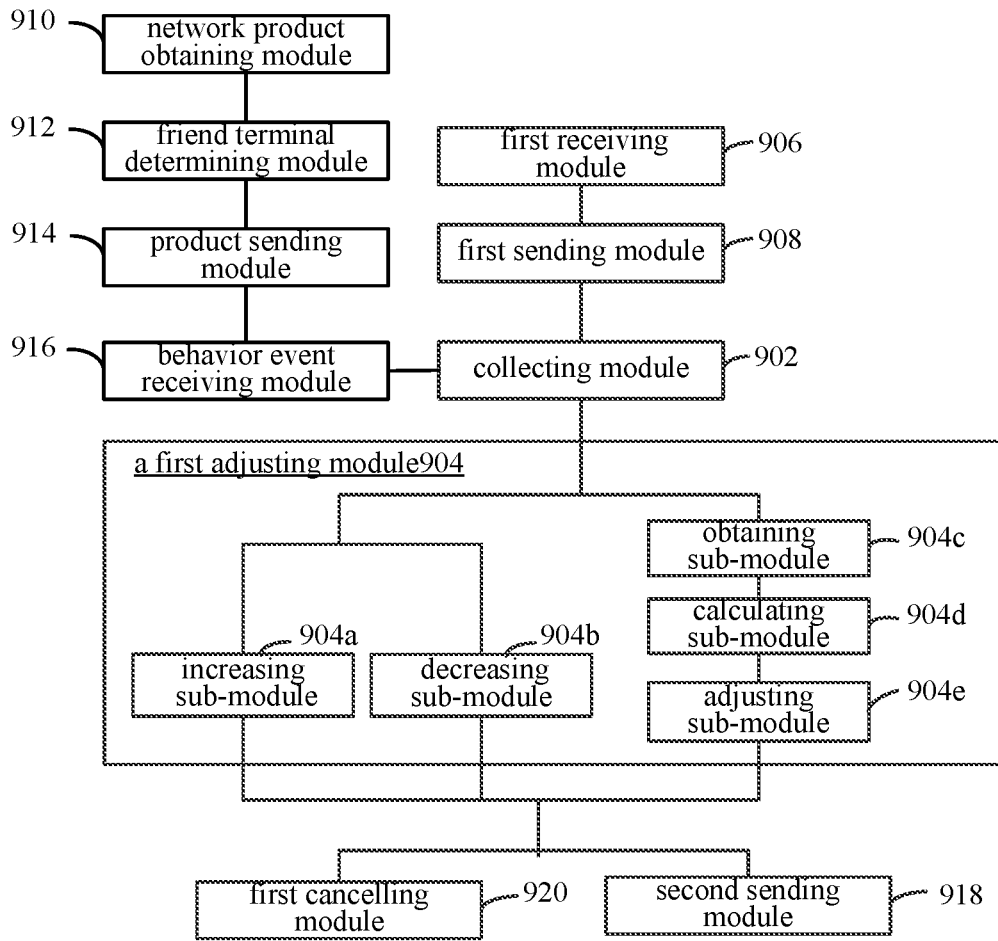 910
network product
obtaining module
912
friend terminal
determining module
first receiving
module
906
914
product sending
module
first sending module
908
916
behavior event
receiving module
collecting module
902
a first adjusting module904
obtaining
sub-module
904c
calculating
sub-module
904d
904a
increasing
sub-module
904b
decreasing
sub-module
adjusting
sub-module
904e
first cancelling
module
920
second sending
module
918